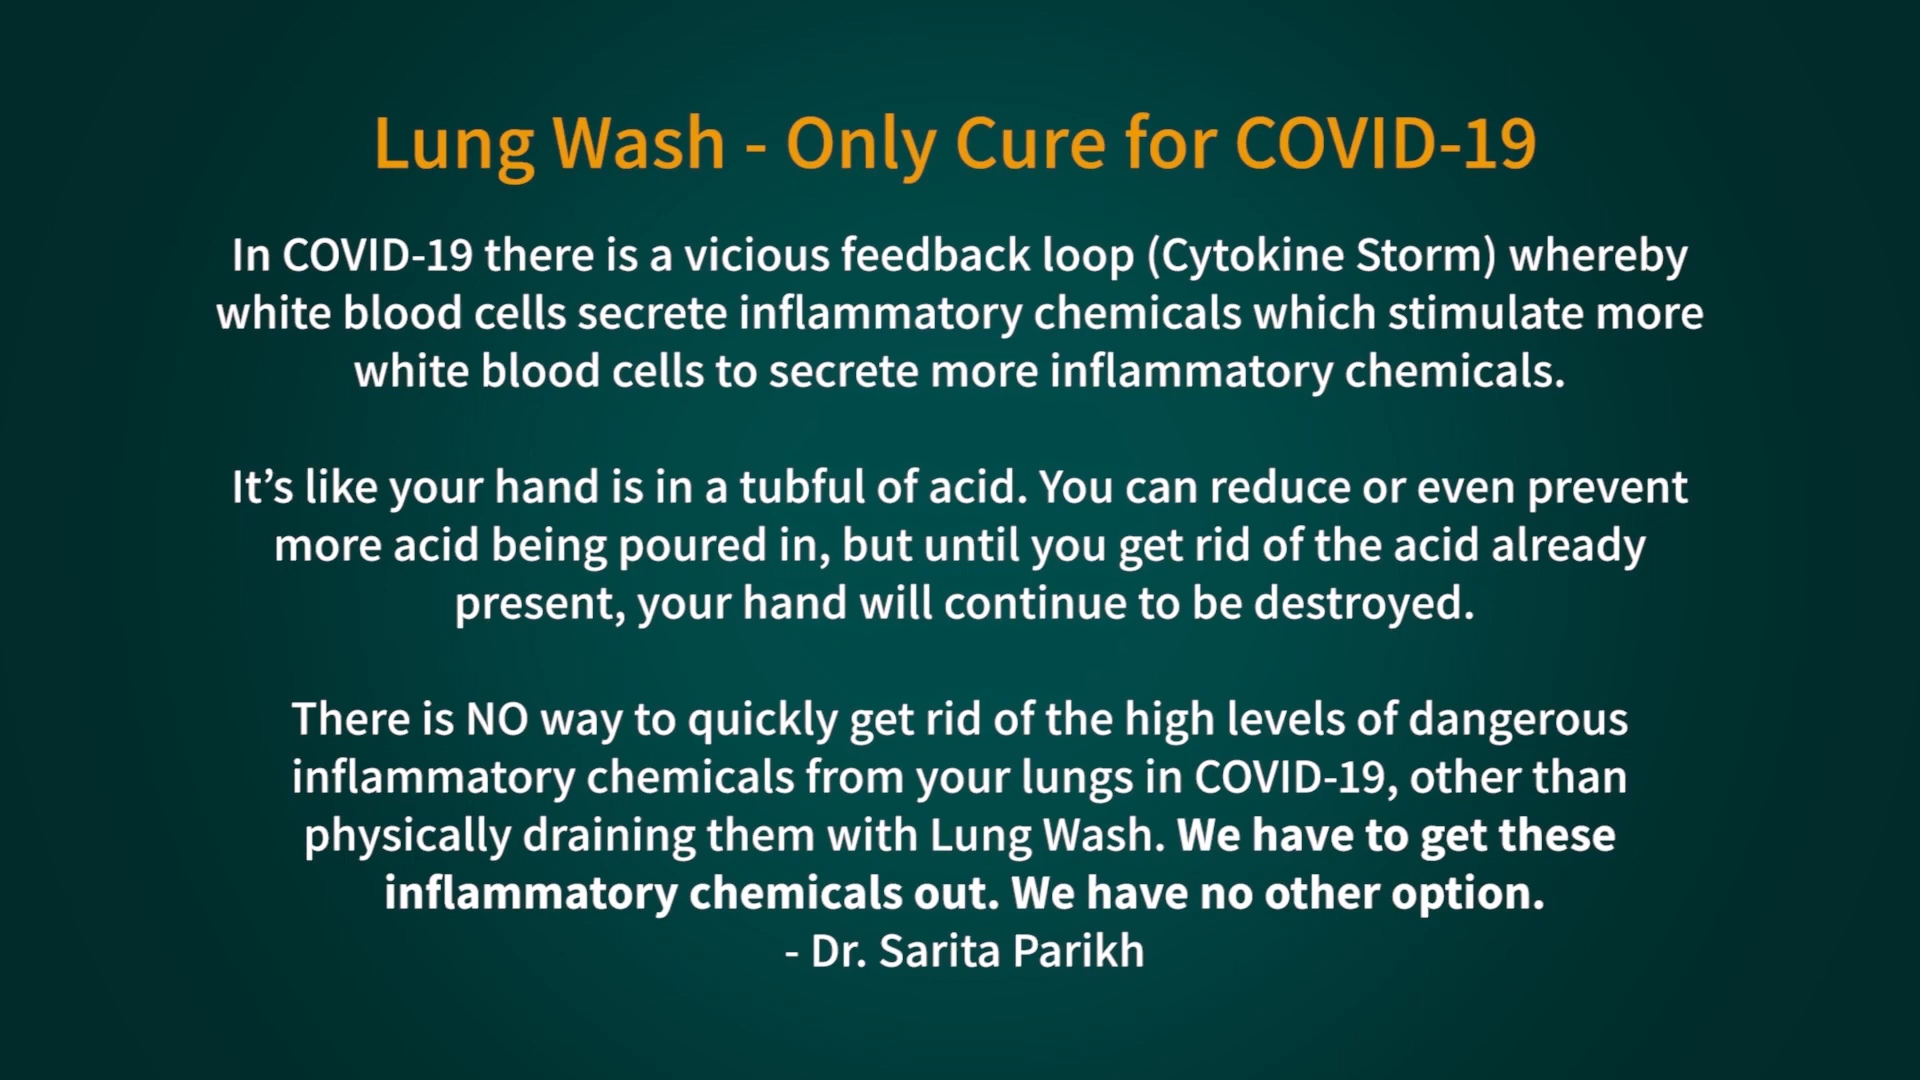 Lung Wash - Only Cure for COVID-19
In COVID-19 there is a vicious feedback loop (Cytokine Storm) whereby
white blood cells secrete inflammatory chemicals which stimulate more
white blood cells to secrete more inflammatory chemicals.
It’s like your hand is in a tubful of acid. You can reduce or even prevent
more acid being poured in, but until you get rid of the acid already
present, your hand will continue to be destroyed.
There is NO way to quickly get rid of the high levels of dangerous
inflammatory chemicals from your lungs in COVID-19, other than
physically draining them with Lung Wash. We have to get these
inflammatory chemicals out. We have no other option.
- Dr. Sarita Parikh